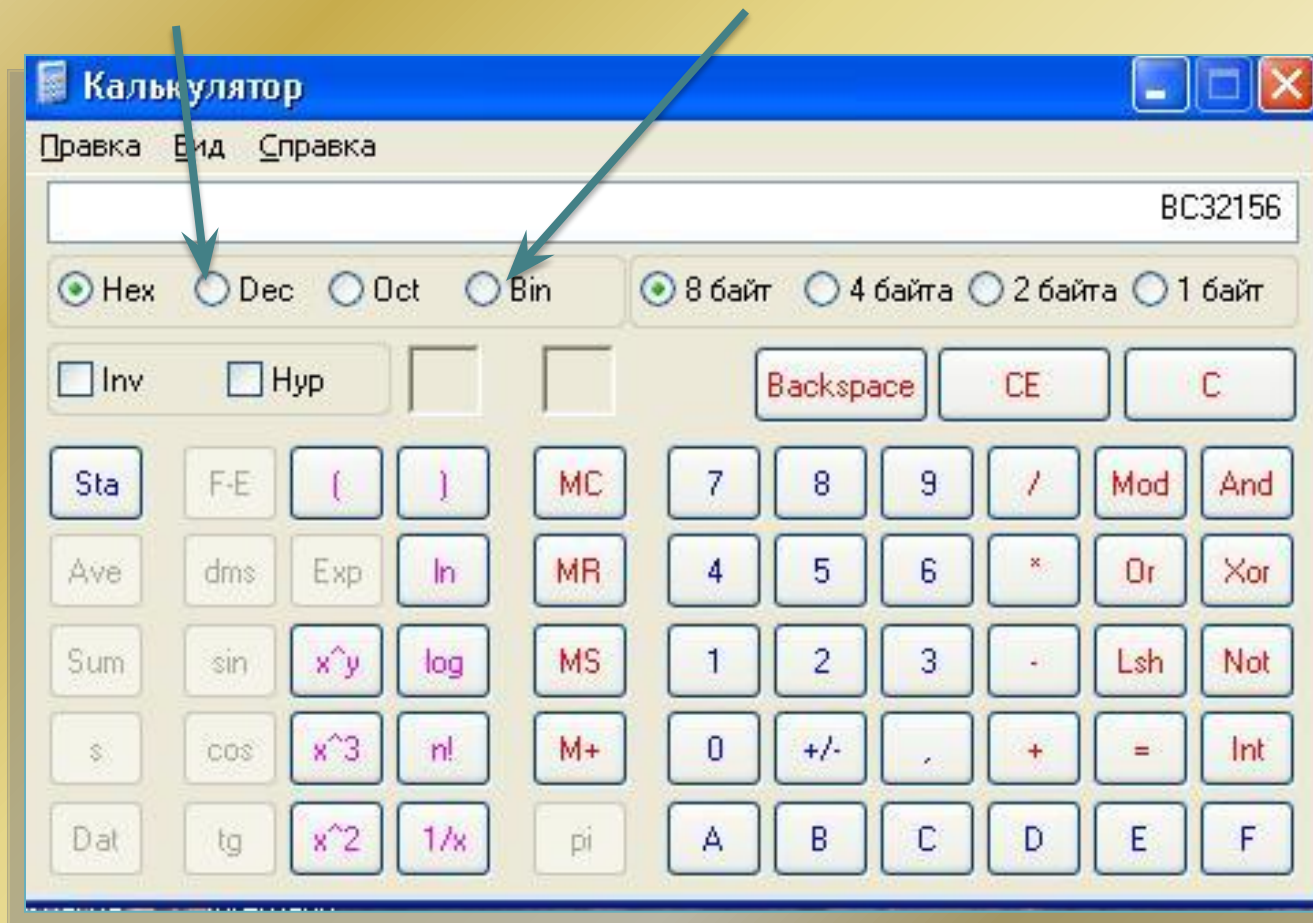 Калькулятор
Правка Вид Справка
BC32156
Hex Dec Oct Bin 8 байт 4 байта 2 байта 1 байт
Inv Hyp Backspace CE C
Sta F-E ( ) MC 7 8 9 / Mod And
Ave dms Exp ln MR 4 5 6 * Or Xor
Sum sin x^y log MS 1 2 3 - Lsh Not
s cos x^3 n! M+ 0 +/- , + = Int
Dat tg x^2 1/x pi A B C D E F